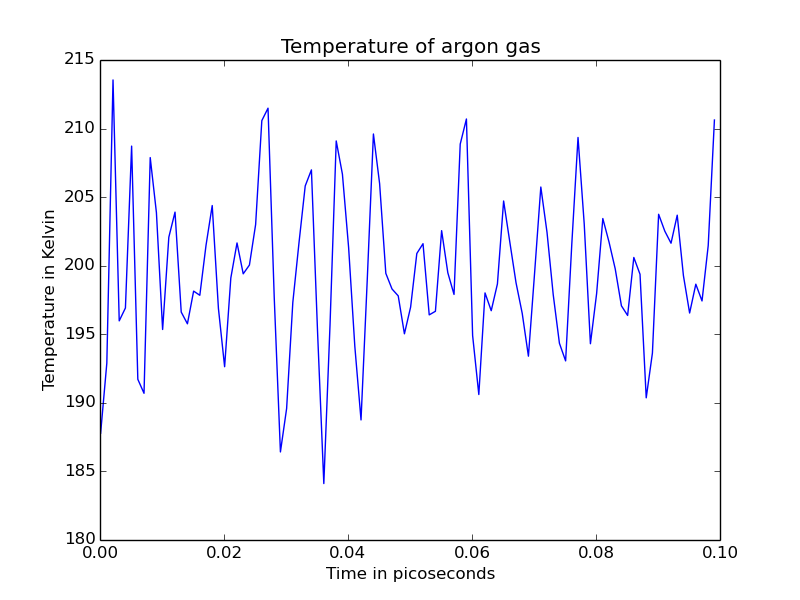 Temperature of argon gas
215
210
205
200
195
190
185
180
Temperature in Kelvin
0.00 0.02 0.04 0.06 0.08 0.10
Time in picoseconds